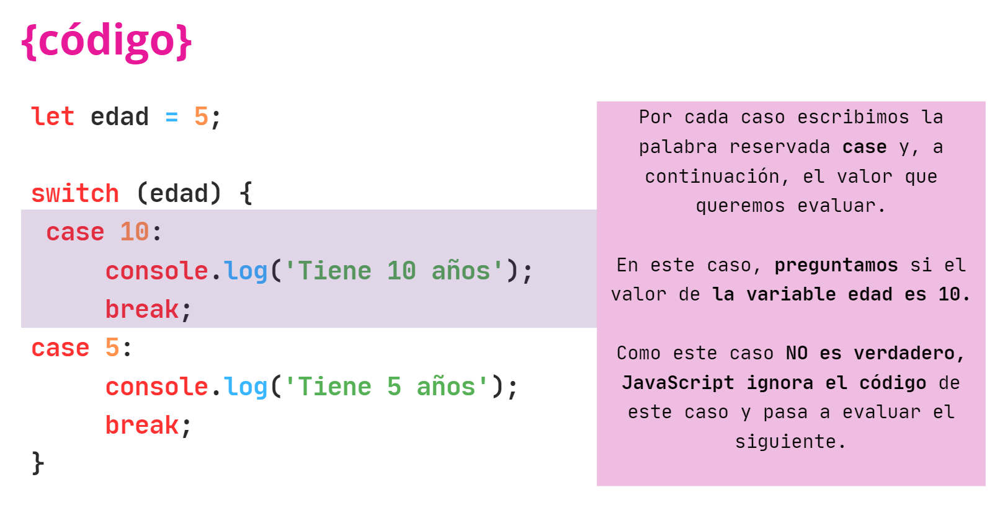 {código}
let edad = 5;
switch (edad) {
case 10:
console.log('Tiene 10 años');
break;
case 5:
console.log('Tiene 5 años');
break;
}
Por cada caso escribimos la
palabra reservada case y, a
continuación, el valor que
queremos evaluar.
En este caso, preguntamos si el
valor de la variable edad es 10.
Como este caso NO es verdadero,
JavaScript ignora el código de
este caso y pasa a evaluar el
siguiente.